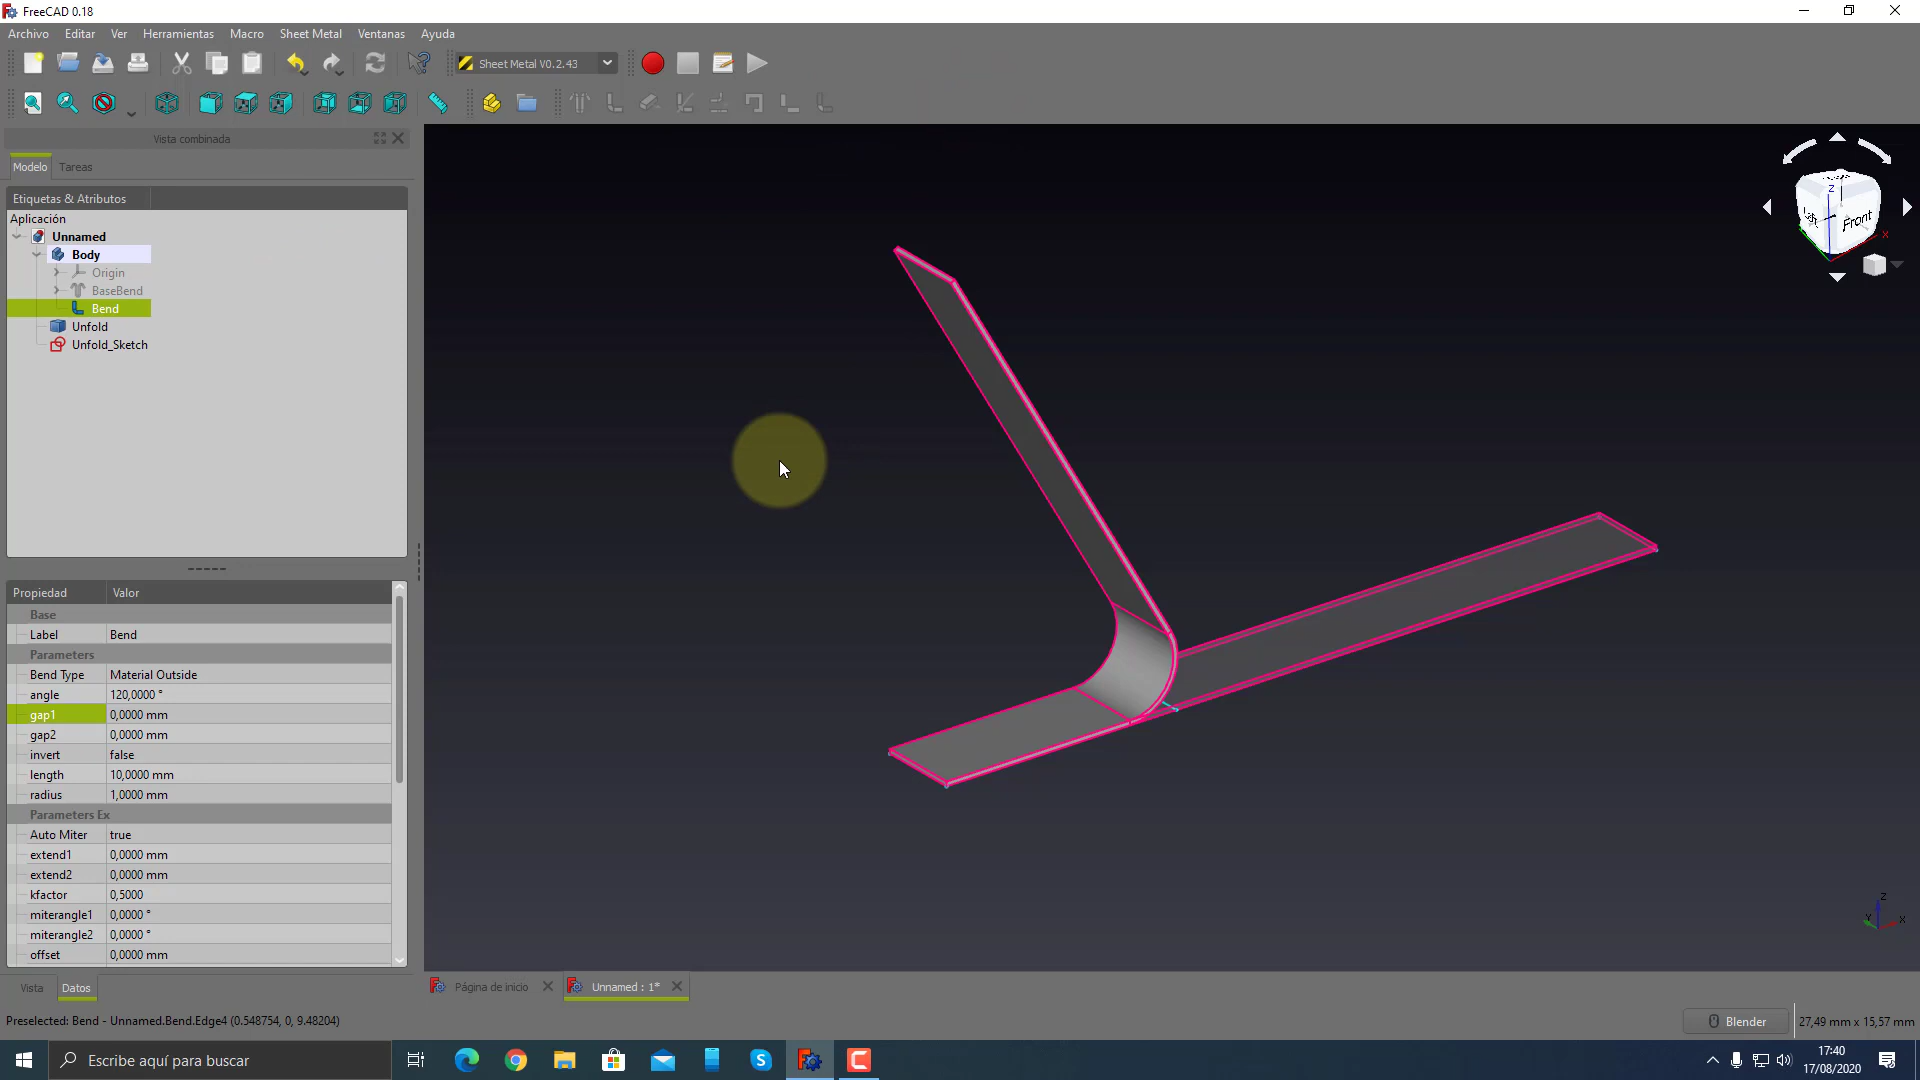 FreeCAD 0.18
Archivo Editar Ver Herramientas Macro Sheet Metal Ventanas Ayuda
Sheet Metal V0.2.43
Vista combinada
Modelo Tareas
Etiquetas & Atributos
Aplicación
Unnamed
Body
Origin
BaseBend
Bend
Unfold
Unfold_Sketch
Propiedad Valor
Base
Label Bend
Parameters
Bend Type Material Outside
angle 120,0000 °
gap1 0,0000 mm
gap2 0,0000 mm
invert false
length 10,0000 mm
radius 1,0000 mm
Parameters Ex
Auto Miter true
extend1 0,0000 mm
extend2 0,0000 mm
kfactor 0,5000
miterangle1 0,0000 °
miterangle2 0,0000 °
offset 0,0000 mm
Vista Datos
Z
Front
X
Z
Y X
Página de inicio Unnamed : 1*
Preselected: Bend - Unnamed.Bend.Edge4 (0.548754, 0, 9.48204)
Blender 27,49 mm x 15,57 mm
Escribe aquí para buscar
17:40
17/08/2020